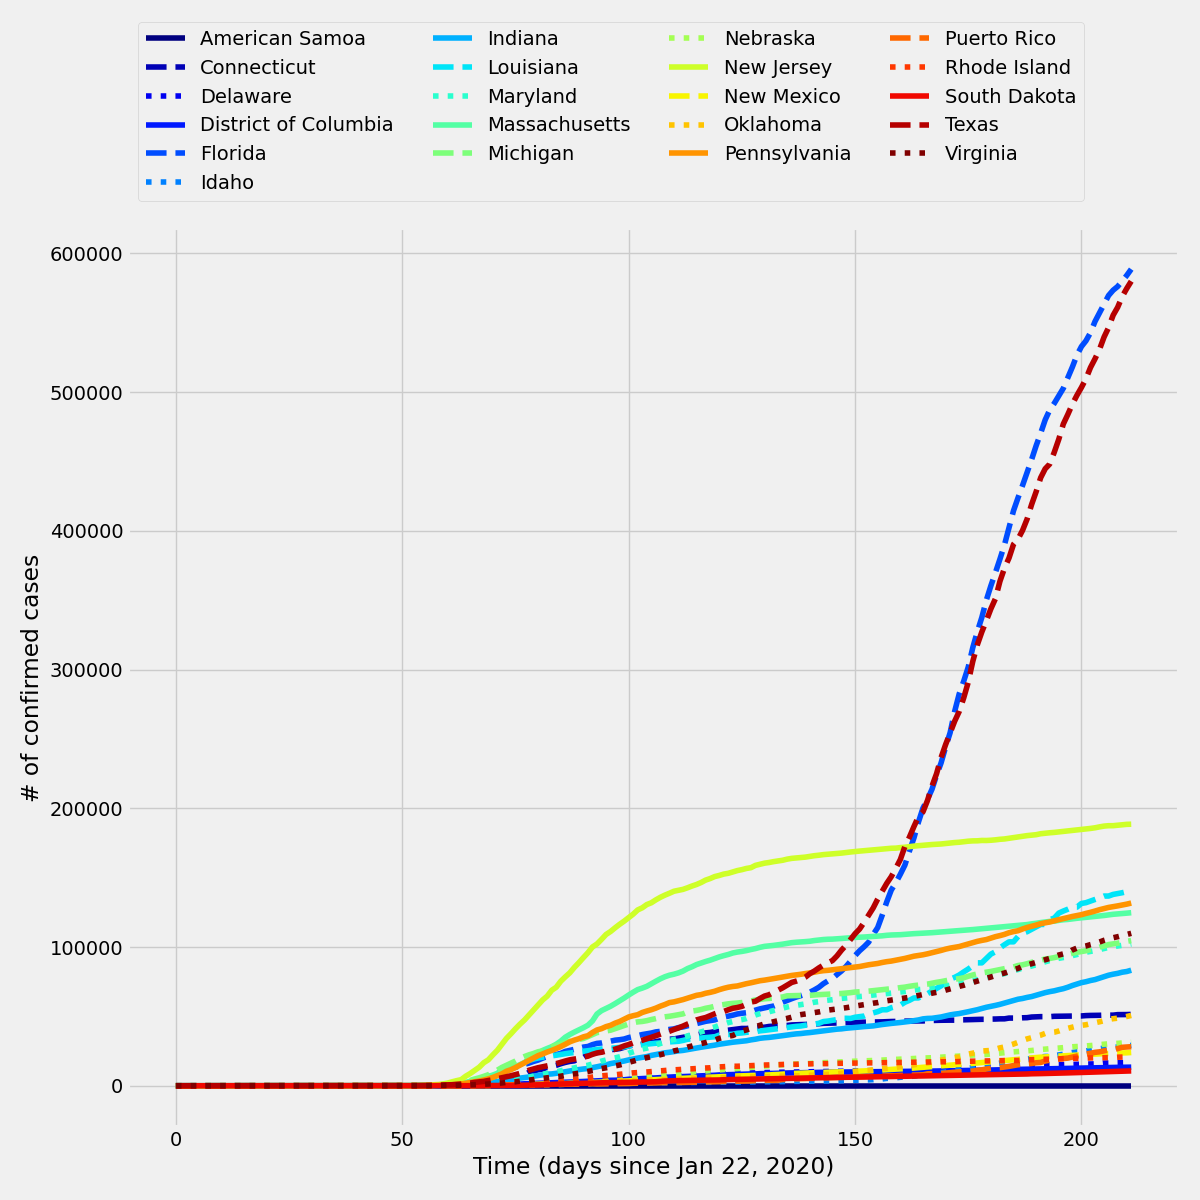 American Samoa
Connecticut
Delaware
District of Columbia
Florida
Idaho
Indiana
Louisiana
Maryland
Massachusetts
Michigan
Nebraska
New Jersey
New Mexico
Oklahoma
Pennsylvania
Puerto Rico
Rhode Island
South Dakota
Texas
Virginia
600000
500000
400000
300000
200000
100000
0
# of confirmed cases
0 50 100 150 200
Time (days since Jan 22, 2020)